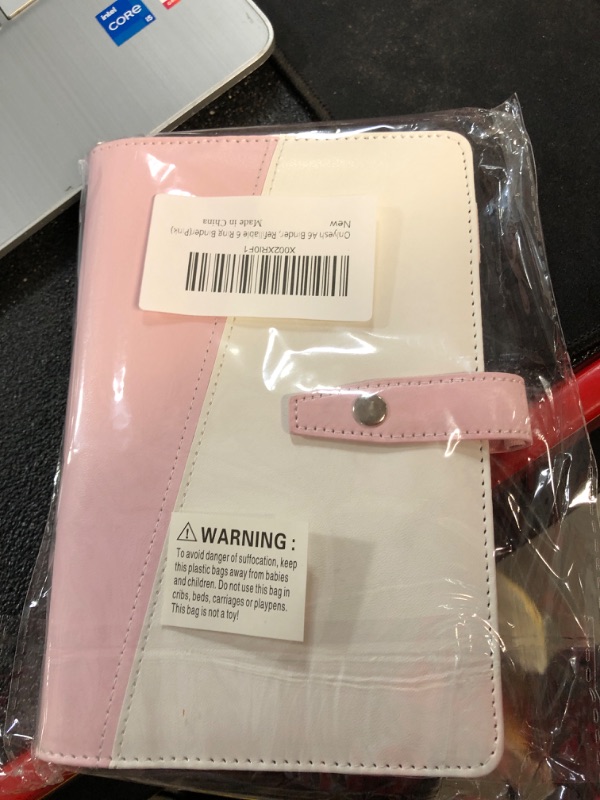 intel
CORE
i5
X002XRI0F1
Cnlyesh A6 Binder, Refillable 6 Ring Binder(Pink)
New Made in China
WARNING :
To avoid danger of suffocation, keep
this plastic bags away from babies
and children. Do not use this bag in
cribs, beds, carriages or playpens.
This bag is not a toy!